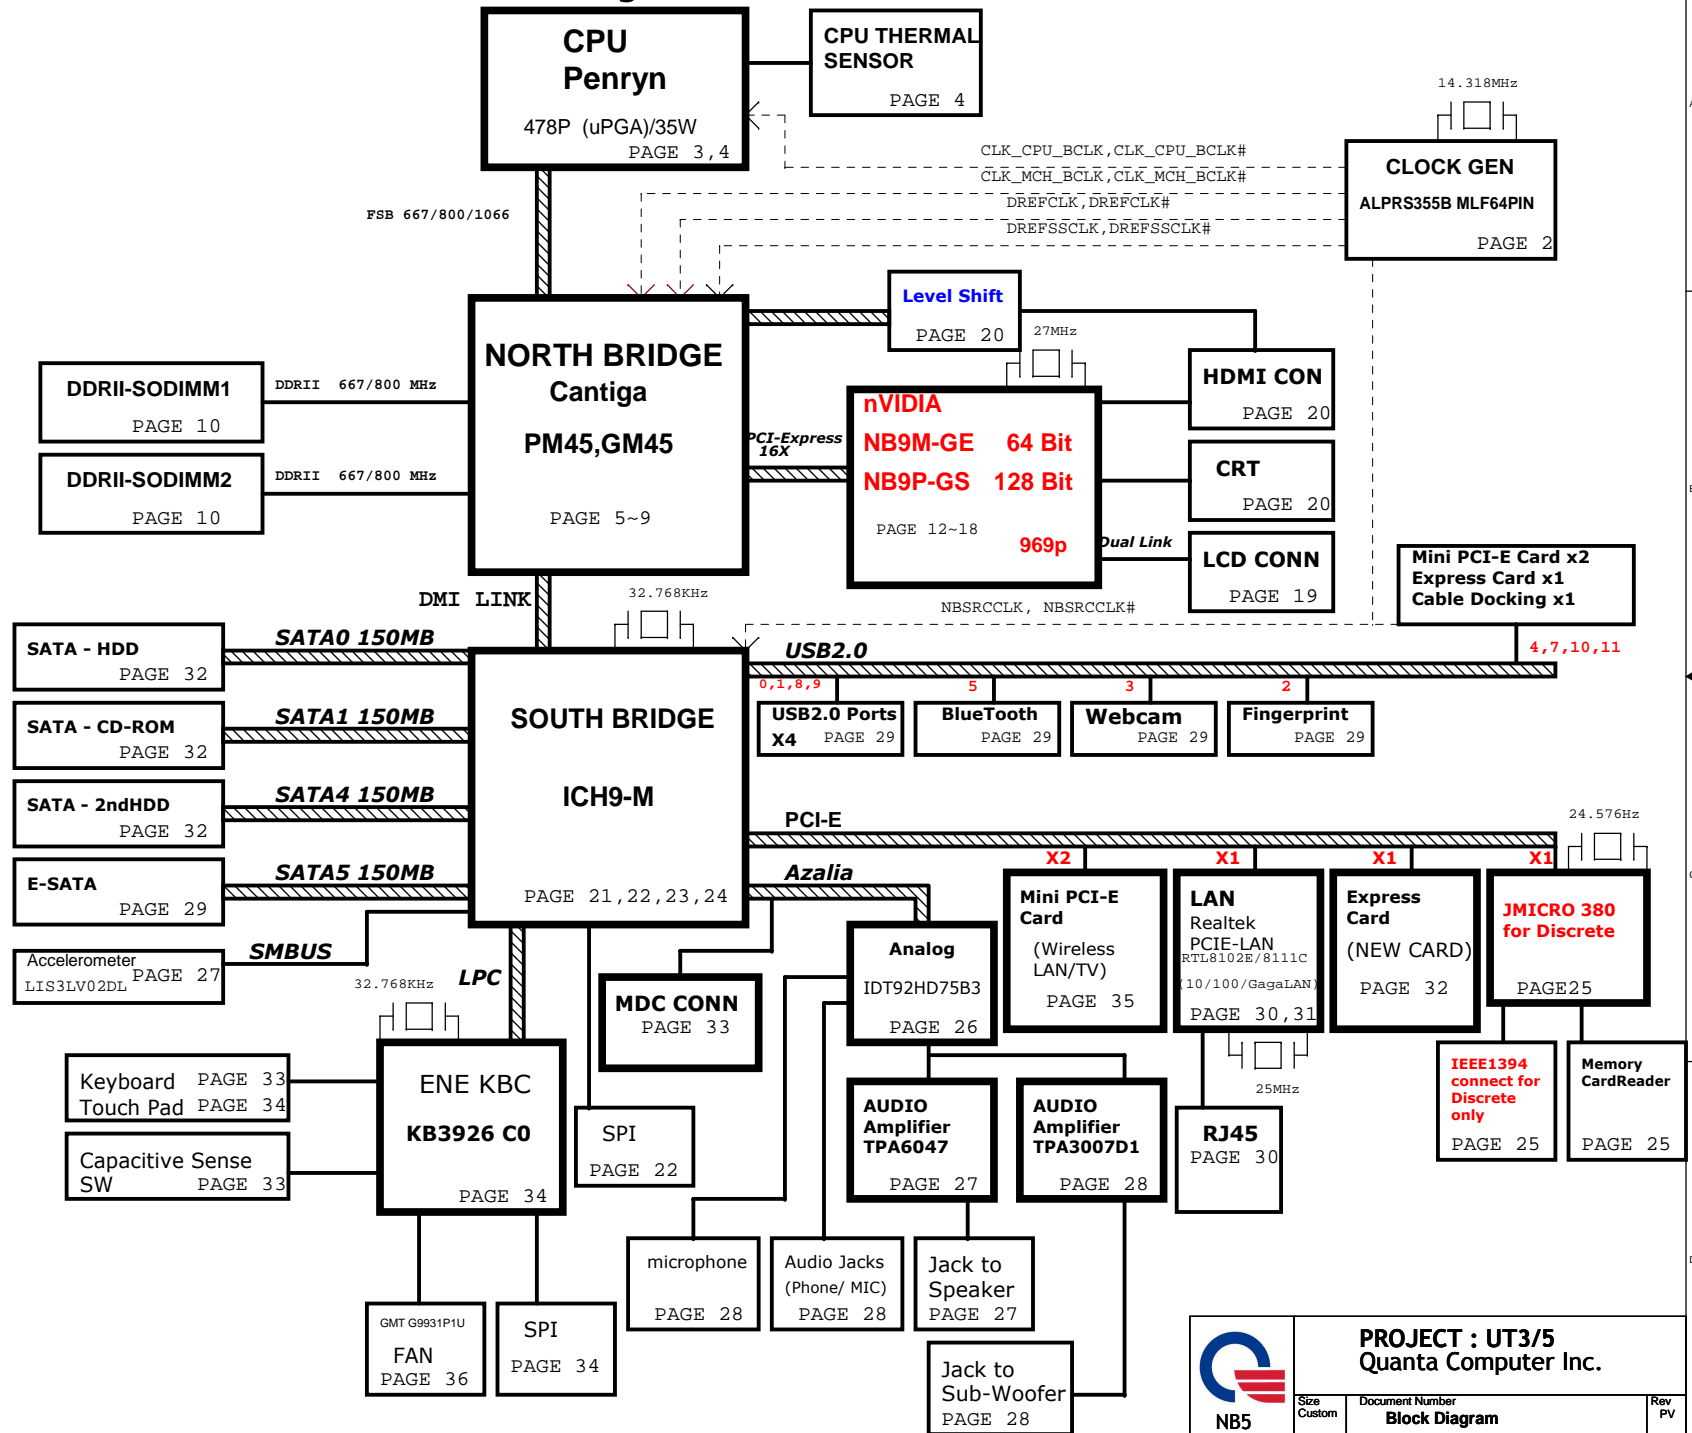 CPU
Penryn
478P (uPGA)/35W
PAGE 3,4
CPU THERMAL
SENSOR
PAGE 4
14.318MHz
CLOCK GEN
ALPRS355B MLF64PIN
PAGE 2
CLK_CPU_BCLK,CLK_CPU_BCLK#
CLK_MCH_BCLK,CLK_MCH_BCLK#
DREFCLK,DREFCLK#
DREFSSCLK,DREFSSCLK#
FSB 667/800/1066
NORTH BRIDGE
Cantiga
PM45,GM45
PAGE 5~9
Level Shift
PAGE 20
27MHz
DDRII-SODIMM1
PAGE 10
DDRII 667/800 MHz
DDRII-SODIMM2
PAGE 10
DDRII 667/800 MHz
PCI-Express
16X
nVIDIA
NB9M-GE 64 Bit
NB9P-GS 128 Bit
PAGE 12~18
969p
HDMI CON
PAGE 20
CRT
PAGE 20
Dual Link
LCD CONN
PAGE 19
Mini PCI-E Card x2
Express Card x1
Cable Docking x1
4,7,10,11
NBSRCCLK, NBSRCCLK#
DMI LINK
32.768KHz
SATA - HDD
PAGE 32
SATA0 150MB
SATA - CD-ROM
PAGE 32
SATA1 150MB
SATA - 2ndHDD
PAGE 32
SATA4 150MB
E-SATA
PAGE 29
SATA5 150MB
Accelerometer
LIS3LV02DL
PAGE 27
SMBUS
SOUTH BRIDGE
ICH9-M
PAGE 21,22,23,24
USB2.0
0,1,8,9
5
3
2
USB2.0 Ports
X4 PAGE 29
BlueTooth
PAGE 29
Webcam
PAGE 29
Fingerprint
PAGE 29
PCI-E
24.576Hz
X2
X1
X1
X1
Azalia
Mini PCI-E
Card
(Wireless
LAN/TV)
PAGE 35
LAN
Realtek
PCIE-LAN
RTL8102E/8111C
(10/100/GagaLAN)
PAGE 30,31
25MHz
Express
Card
(NEW CARD)
PAGE 32
JMICRO 380
for Discrete
PAGE25
IEEE1394
connect for
Discrete
only
PAGE 25
Memory
CardReader
PAGE 25
RJ45
PAGE 30
LPC
32.768KHz
MDC CONN
PAGE 33
Analog
IDT92HD75B3
PAGE 26
Keyboard PAGE 33
Touch Pad PAGE 34
Capacitive Sense
SW PAGE 33
ENE KBC
KB3926 C0
PAGE 34
SPI
PAGE 22
AUDIO
Amplifier
TPA6047
PAGE 27
AUDIO
Amplifier
TPA3007D1
PAGE 28
microphone
PAGE 28
Audio Jacks
(Phone/ MIC)
PAGE 28
Jack to
Speaker
PAGE 27
GMT G9931P1U
FAN
PAGE 36
SPI
PAGE 34
Jack to
Sub-Woofer
PAGE 28
NB5
PROJECT : UT3/5
Quanta Computer Inc.
Size
Custom
Document Number
Block Diagram
Rev
PV